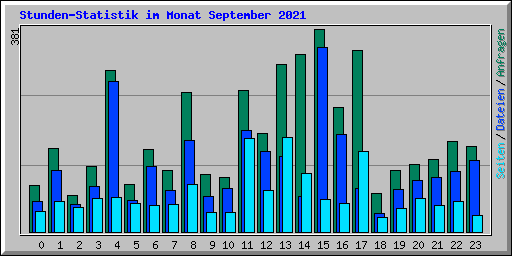 Stunden-Statistik im Monat September 2021
381
Seiten / Dateien / Anfragen
0 1 2 3 4 5 6 7 8 9 10 11 12 13 14 15 16 17 18 19 20 21 22 23